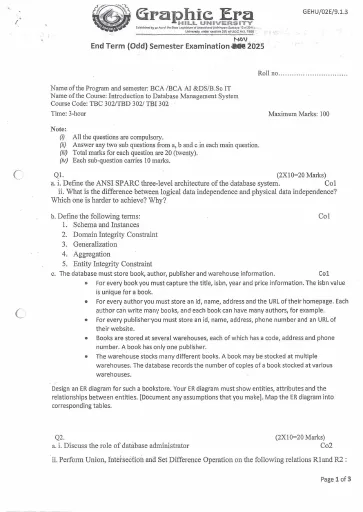 GEHU/02E/9.1.3
Graphic Era
HILL UNIVERSITY
NOV
End Term (Odd) Semester Examination 2025
Roll no..............................
Name of the Program and semester: BCA /BCA AI &DS/B.Sc IT
Name of the Course: Introduction to Database Management System
Course Code: TBC 302/TBD 302/ TBI 302
Time: 3-hour Maximum Marks: 100
Note:
(i) All the questions are compulsory.
(ii) Answer any two sub questions from a, b and c in each main question.
(iii) Total marks for each question are 20 (twenty).
(iv) Each sub-question carries 10 marks.
Q1. (2X10=20 Marks)
a. i. Define the ANSI SPARC three-level architecture of the database system. Co1
ii. What is the difference between logical data independence and physical data independence?
Which one is harder to achieve? Why?
b. Define the following terms: Co1
1. Schema and Instances
2. Domain Integrity Constraint
3. Generalization
4. Aggregation
5. Entity Integrity Constraint
c. The database must store book, author, publisher and warehouse information. Co1
• For every book you must capture the title, isbn, year and price information. The isbn value
is unique for a book.
• For every author you must store an id, name, address and the URL of their homepage. Each
author can write many books, and each book can have many authors, for example.
• For every publisher you must store an id, name, address, phone number and an URL of
their website.
• Books are stored at several warehouses, each of which has a code, address and phone
number. A book has only one publisher.
• The warehouse stocks many different books. A book may be stocked at multiple
warehouses. The database records the number of copies of a book stocked at various
warehouses.
Design an ER diagram for such a bookstore. Your ER diagram must show entities, attributes and the
relationships between entities. [Document any assumptions that you make]. Map the ER diagram into
corresponding tables.
Q2. (2X10=20 Marks)
a. i. Discuss the role of database administrator Co2
ii. Perform Union, Intersection and Set Difference Operation on the following relations R1and R2 :
Page 1 of 3